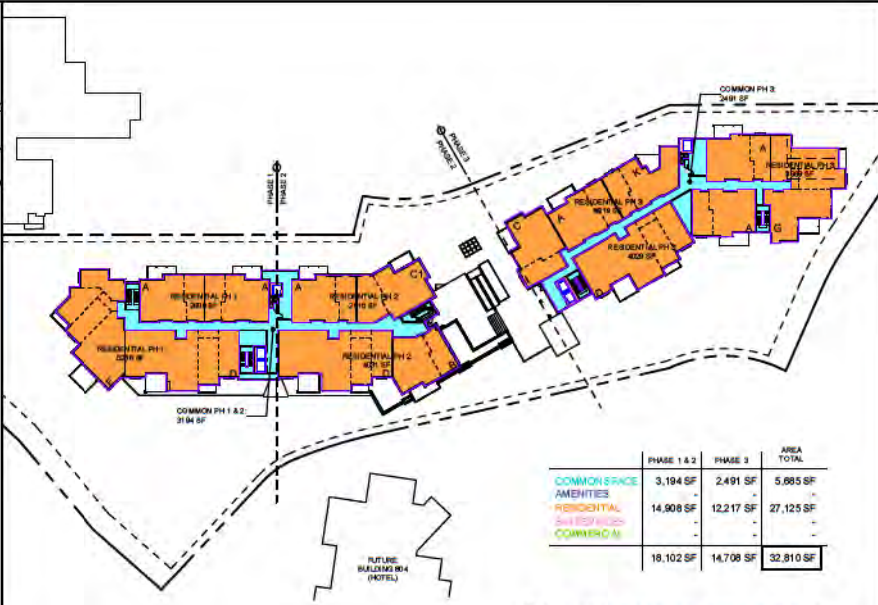 COMMON PH 3:
2491 SF
PHASE 3
PHASE 2
PHASE 1
PHASE 2
A
RESIDENTIAL PH 3
K
A
C
RESIDENTIAL PH 3
RESIDENTIAL PH 3
4029 SF
A
G
D
C1
A
A
A
RESIDENTIAL PH 1
RESIDENTIAL PH 2
RESIDENTIAL PH 1
RESIDENTIAL PH 2
B
D
D
E
COMMON PH 1 & 2:
3194 SF
PHASE 1 & 2 PHASE 3 AREA TOTAL
COMMON SPACE 3,194 SF 2,491 SF 5,685 SF
AMENITIES - - -
RESIDENTIAL 14,908 SF 12,217 SF 27,125 SF
- - -
COMMERCIAL - - -
18,102 SF 14,708 SF 32,810 SF
FUTURE
BUILDING 804
(HOTEL)